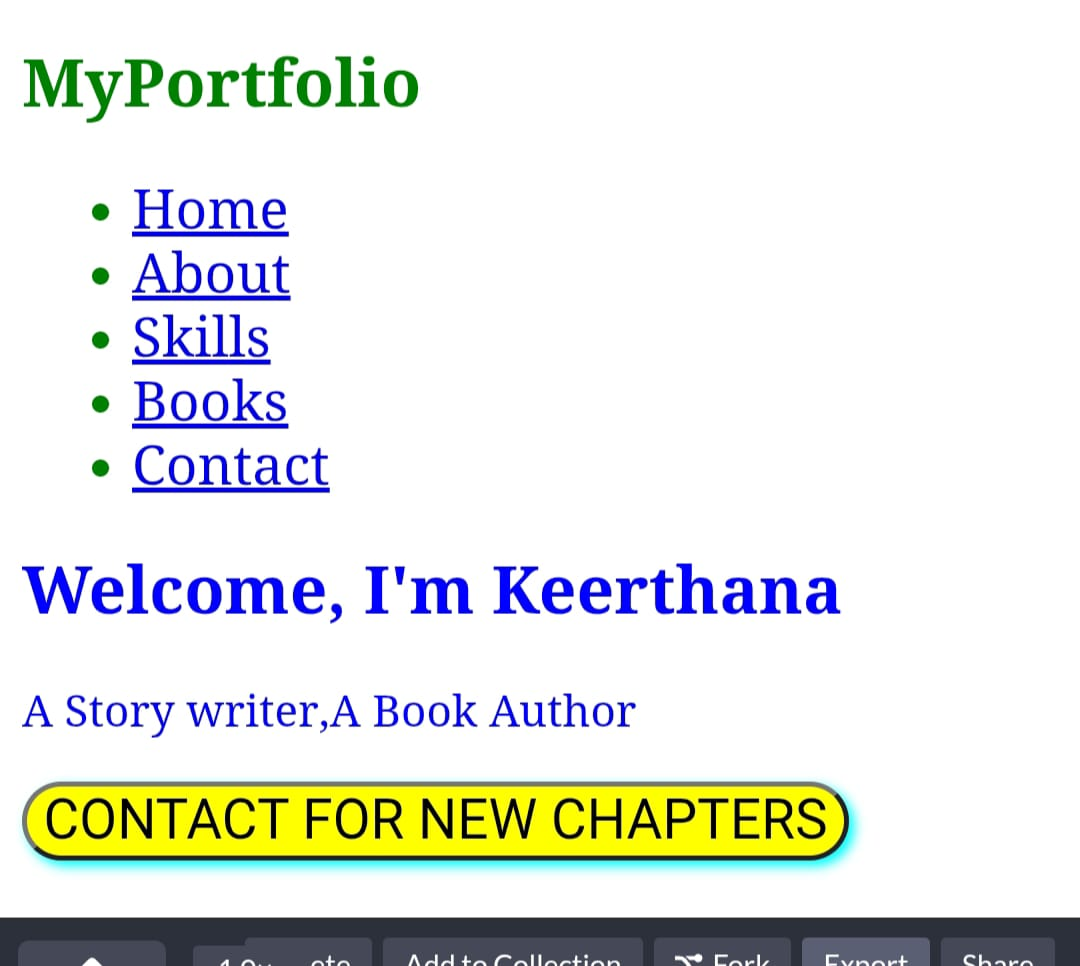 MyPortfolio
Home
About
Skills
Books
Contact
Welcome, I'm Keerthana
A Story writer,A Book Author
CONTACT FOR NEW CHAPTERS
Add to Collection Fork Export Share